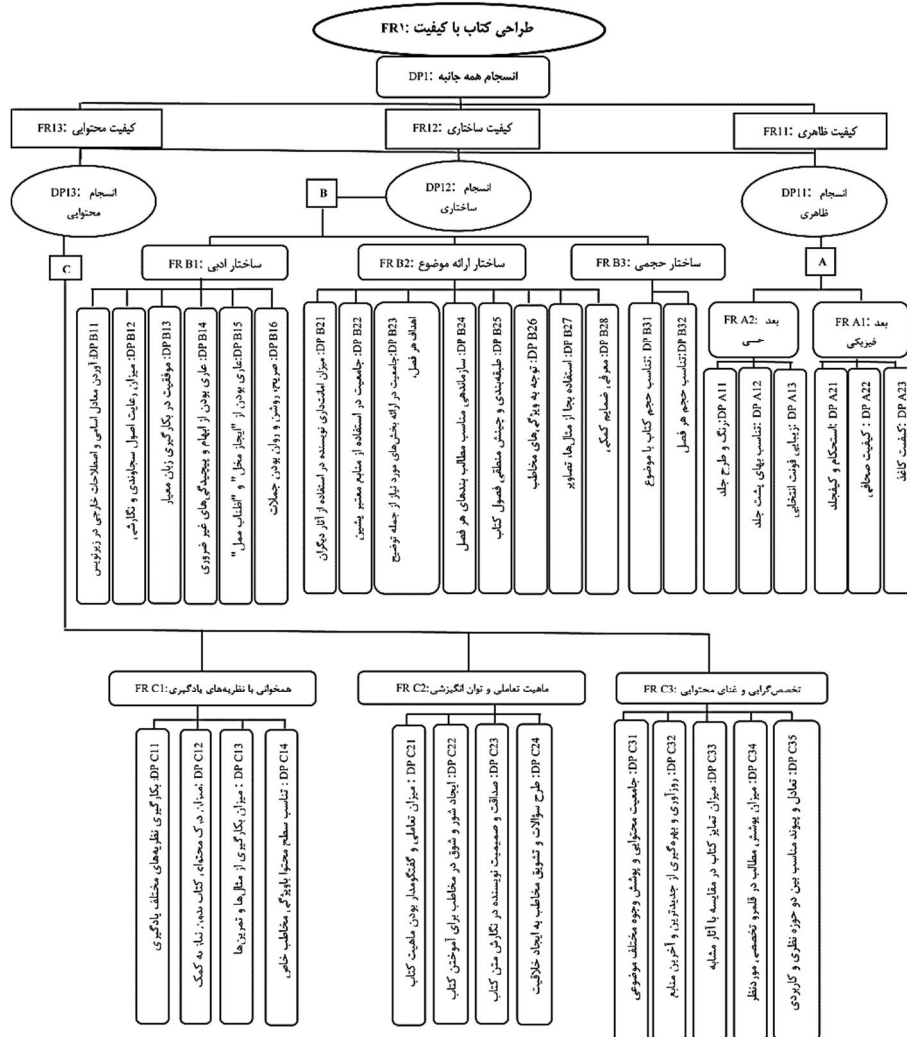 FR۱: طراحی کتاب با کیفیت
DP1: انسجام همه جانبه
FR11: کیفیت ظاهری
FR12: کیفیت ساختاری
FR13: کیفیت محتوایی
DP11: انسجام
ظاهری
DP12: انسجام
ساختاری
DP13: انسجام
محتوایی
A
B
C
FR A1: بعد
فیزیکی
FR A2: بعد
حسی
FR B3: ساختار حجمی
FR B2: ساختار ارائه موضوع
FR B1: ساختار ادبی
DP A23: کیفیت کاغذ
DP A22: کیفیت صحافی
DP A21: استحکام و کیفجلد
DP A13: زیبایی فونت انتخابی
DP A12: تناسب بهای پشت جلد
DP A11: رنگ و طرح جلد
DP B32: تناسب حجم هر فصل
DP B31: تناسب حجم کتاب با موضوع
DP B28: معرفی ضمایم کمکی
DP B27: استفاده بجا از مثال‌ها، تصاویر
DP B26: توجه به ویژگی‌های مخاطب
DP B25: طبقه‌بندی و چینش منطقی فصول کتاب
DP B24: سازماندهی مناسب مطالب بندهای هر فصل
DP B23: جامعیت در ارائه بخش‌های مورد نیاز از جمله توضیح
اهداف هر فصل.
DP B22: جامعیت در استفاده از منابع معتبر پیشین
DP B21: میزان امانت‌داری نویسنده در استفاده از آثار دیگران
DP B16: صریح، روشن و روان بودن جملات
DP B15: عاری بودن از "ایجاز مخل" و "اطناب ممل"
DP B14: عاری بودن از ابهام و پیچیدگی‌های غیر ضروری
DP B13: موفقیت در بکارگیری زبان معیار
DP B12: میزان رعایت اصول سجاوندی و نگارشی
DP B11: آوردن معادل اسامی و اصطلاحات خارجی در زیرنویس
FR C3: تخصص‌گرایی و غنای محتوایی
FR C2: ماهیت تعاملی و توان انگیزشی
FR C1: همخوانی با نظریه‌های یادگیری
DP C35: تعادل و پیوند مناسب بین دو حوزه نظری و کاربردی
DP C34: میزان پوشش مطالب در قلمرو تخصصی موردنظر
DP C33: میزان تمایز کتاب در مقایسه با آثار مشابه
DP C32: روزآوری و بهره‌گیری از جدیدترین و آخرین منابع
DP C31: جامعیت محتوایی و پوشش وجوه مختلف موضوعی
DP C24: طرح سؤالات و تشویق مخاطب به ایجاد خلاقیت
DP C23: صداقت و صمیمیت نویسنده در نگارش متن کتاب
DP C22: ایجاد شور و شوق در مخاطب برای آموختن کتاب
DP C21: میزان تعاملی و گفتگومدار بودن ماهیت کتاب
DP C14: تناسب سطح محتوا باویژگی مخاطب خاص
DP C13: میزان بکارگیری از مثال‌ها و تمرین‌ها
DP C12: میزان درک محتوای کتاب بدون نیاز به کمک
DP C11: بکارگیری نظریه‌های مختلف یادگیری